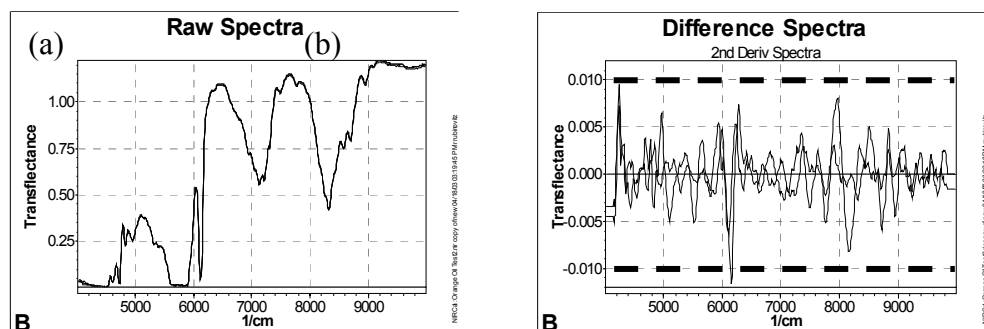 Raw Spectra
(a) (b)
Transflectance
1.00
0.75
0.50
0.25
5000 6000 7000 8000 9000
1/cm
B
Difference Spectra
2nd Deriv Spectra
Transflectance
0.010
0.005
0.000
0.005
-0.010
5000 6000 7000 8000 9000
1/cm
B